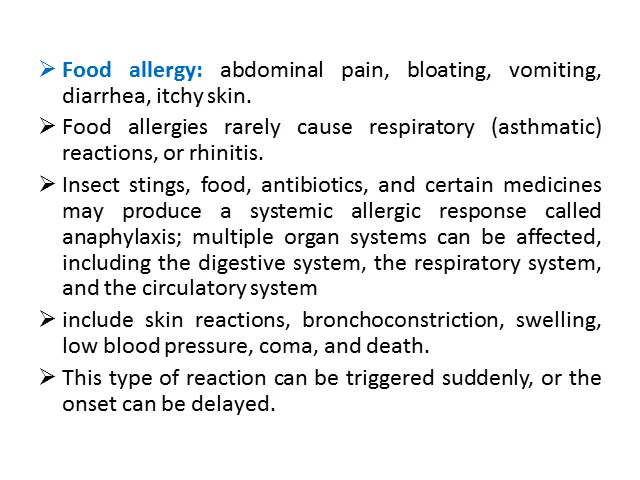 ➢ Food allergy: abdominal pain, bloating, vomiting,
diarrhea, itchy skin.
➢ Food allergies rarely cause respiratory (asthmatic)
reactions, or rhinitis.
➢ Insect stings, food, antibiotics, and certain medicines
may produce a systemic allergic response called
anaphylaxis; multiple organ systems can be affected,
including the digestive system, the respiratory system,
and the circulatory system
➢ include skin reactions, bronchoconstriction, swelling,
low blood pressure, coma, and death.
➢ This type of reaction can be triggered suddenly, or the
onset can be delayed.